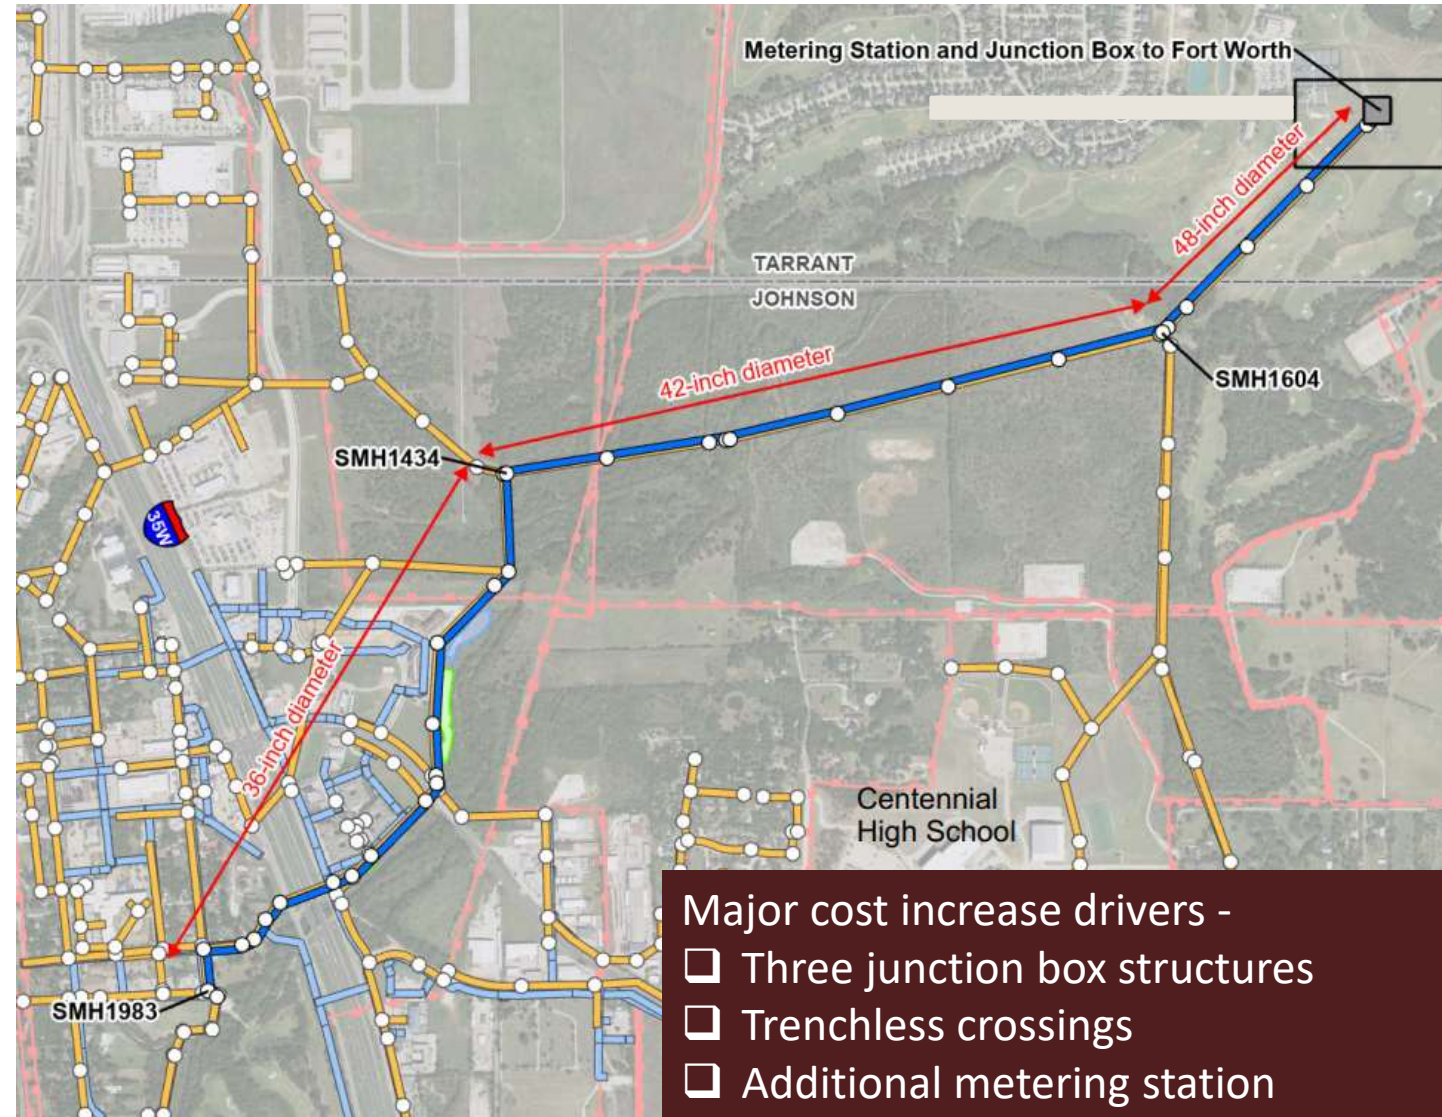 Metering Station and Junction Box to Fort Worth
48-inch diameter
TARRANT
JOHNSON
42-inch diameter
SMH1604
SMH1434
35W
36-inch diameter
Centennial
High School
SMH1983
Major cost increase drivers -
Three junction box structures
Trenchless crossings
Additional metering station